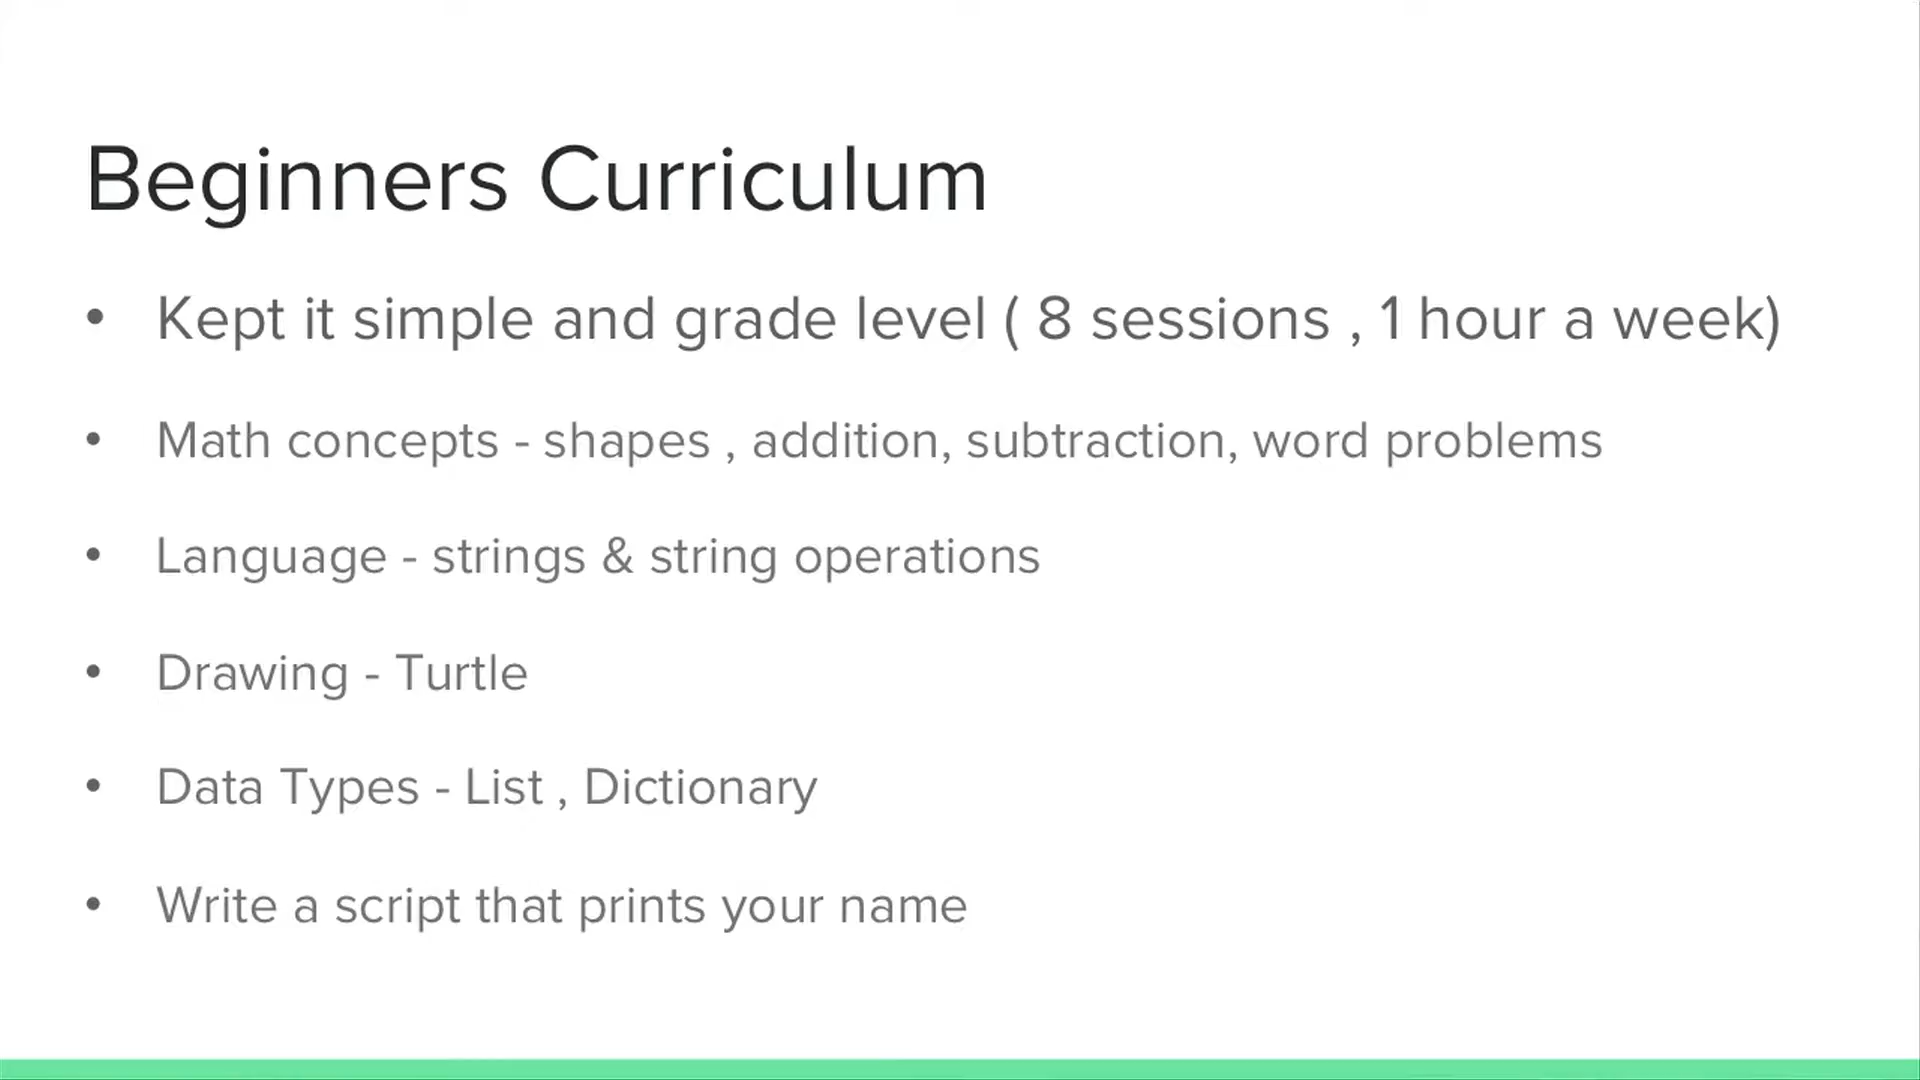 Beginners Curriculum
• Kept it simple and grade level ( 8 sessions , 1 hour a week)
• Math concepts - shapes , addition, subtraction, word problems
• Language - strings & string operations
• Drawing - Turtle
• Data Types - List , Dictionary
• Write a script that prints your name